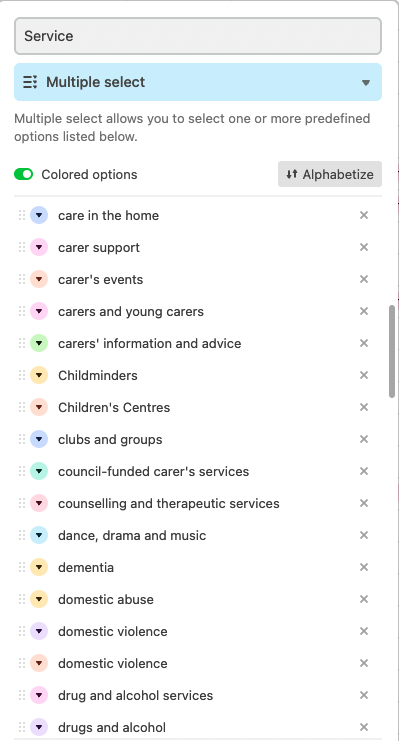 Service
Multiple select
Multiple select allows you to select one or more predefined
options listed below.
Colored options
Alphabetize
care in the home
carer support
carer's events
carers and young carers
carers' information and advice
Childminders
Children's Centres
clubs and groups
council-funded carer's services
counselling and therapeutic services
dance, drama and music
dementia
domestic abuse
domestic violence
domestic violence
drug and alcohol services
drugs and alcohol